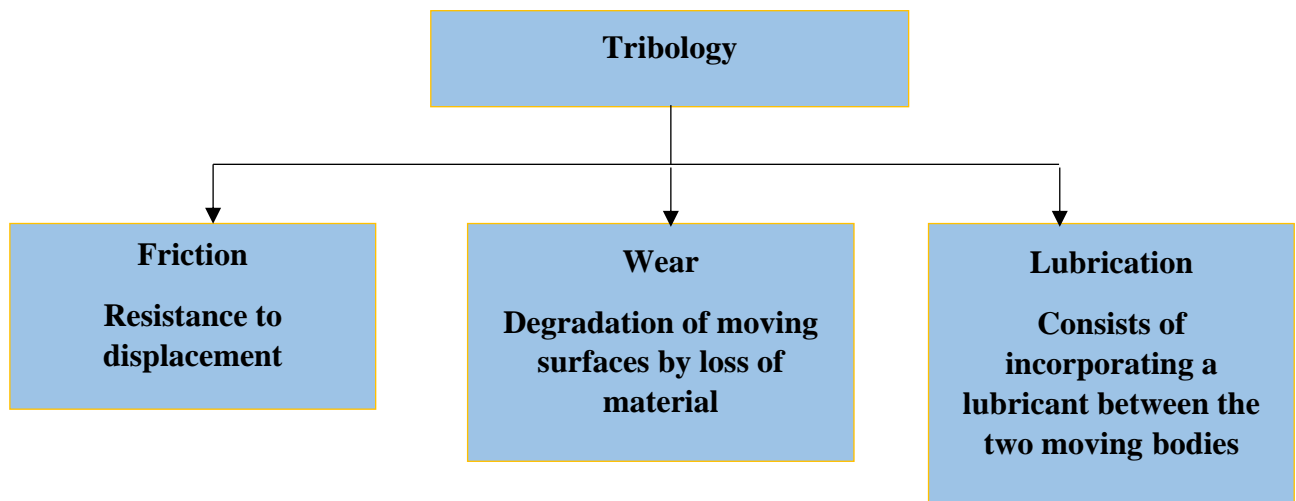 Tribology
Friction
Resistance to
displacement
Wear
Degradation of moving
surfaces by loss of
material
Lubrication
Consists of
incorporating a
lubricant between the
two moving bodies